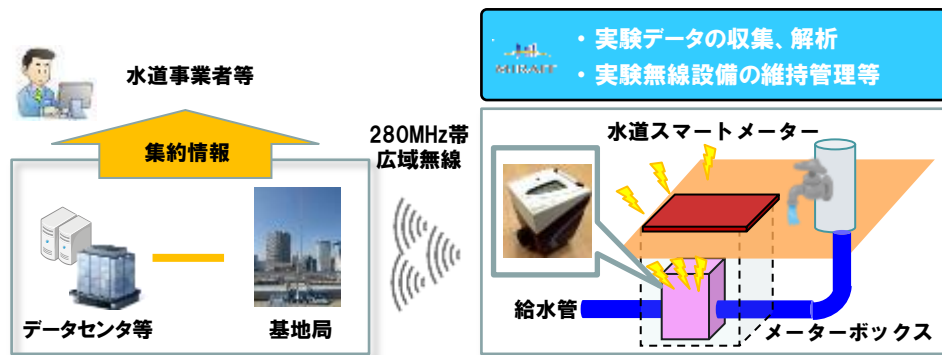 水道事業者等
集約情報
データセンタ等
基地局
280MHz帯
広域無線
・実験データの収集、解析
・実験無線設備の維持管理等
水道スマートメーター
給水管
メーターボックス